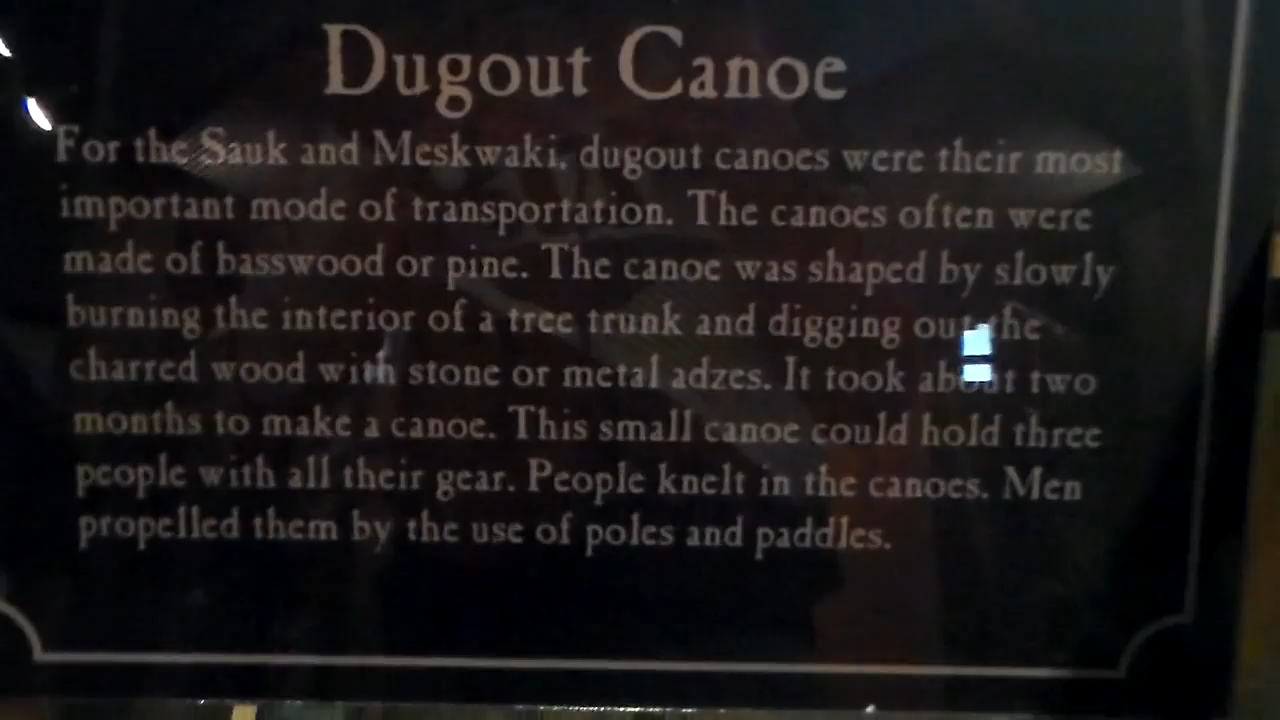 Dugout Canoe
For the Sauk and Meskwaki, dugout canoes were their most
important mode of transportation. The canoes often were
made of basswood or pine. The canoe was shaped by slowly
burning the interior of a tree trunk and digging out the
charred wood with stone or metal adzes. It took about two
months to make a canoe. This small canoe could hold three
people with all their gear. People knelt in the canoes. Men
propelled them by the use of poles and paddles.